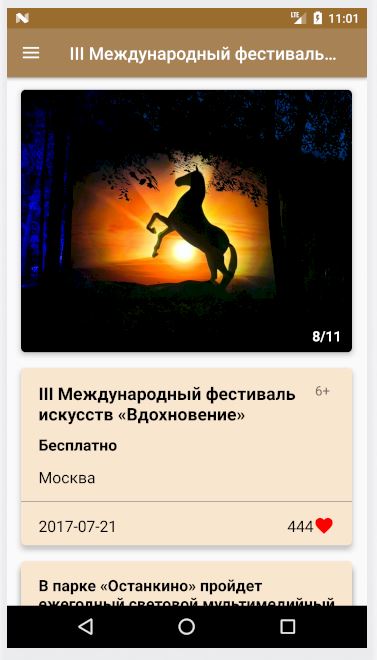 LTE 11:01
III Международный фестиваль...
8/11
III Международный фестиваль 6+
искусств «Вдохновение»
Бесплатно
Москва
2017-07-21 444
В парке «Останкино» пройдет
ежегодный световой мультимедийный